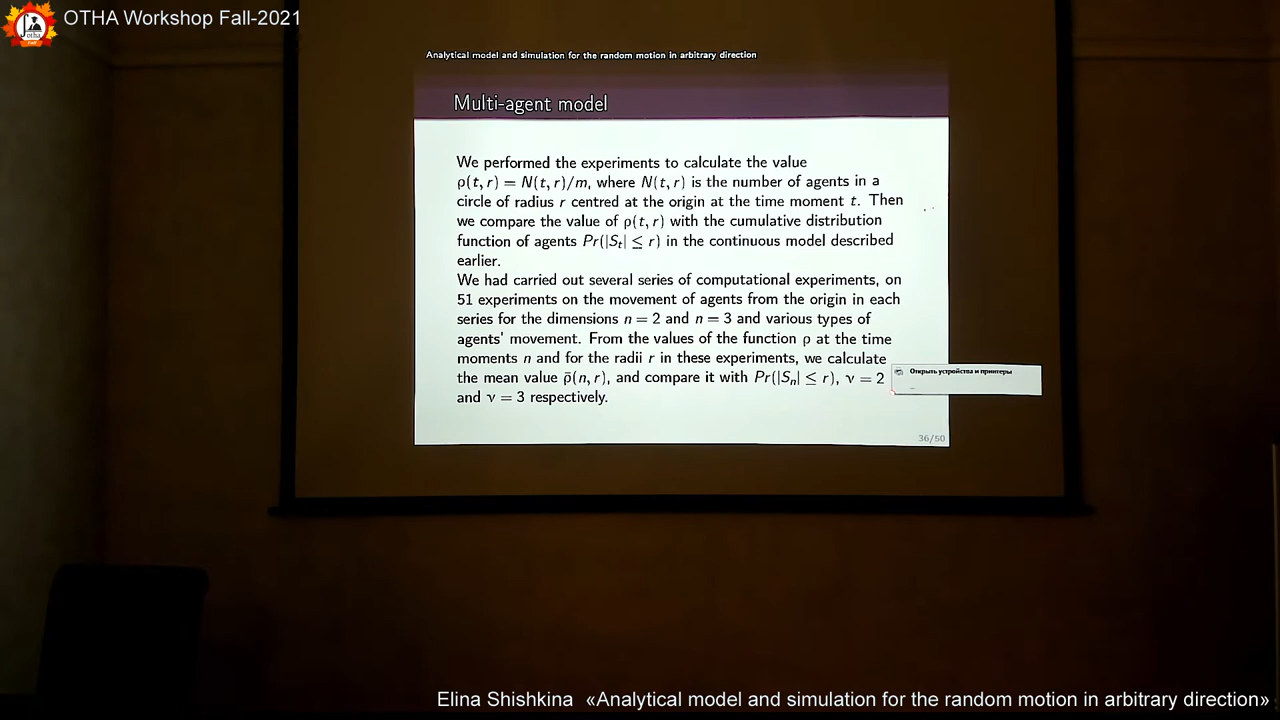 OTHA Workshop Fall-2021
Analytical model and simulation for the random motion in arbitrary direction
Multi-agent model
We performed the experiments to calculate the value
ρ(t, r) = N(t, r)/m, where N(t, r) is the number of agents in a
circle of radius r centred at the origin at the time moment t. Then
we compare the value of ρ(t, r) with the cumulative distribution
function of agents Pr(|Sₜ| ≤ r) in the continuous model described
earlier.
We had carried out several series of computational experiments, on
51 experiments on the movement of agents from the origin in each
series for the dimensions n = 2 and n = 3 and various types of
agents' movement. From the values of the function ρ at the time
moments n and for the radii r in these experiments, we calculate
the mean value ρ̄(n, r), and compare it with Pr(|Sₙ| ≤ r), ν = 2
and ν = 3 respectively.
Открыть устройства и принтеры
36/50
Elina Shishkina «Analytical model and simulation for the random motion in arbitrary direction»